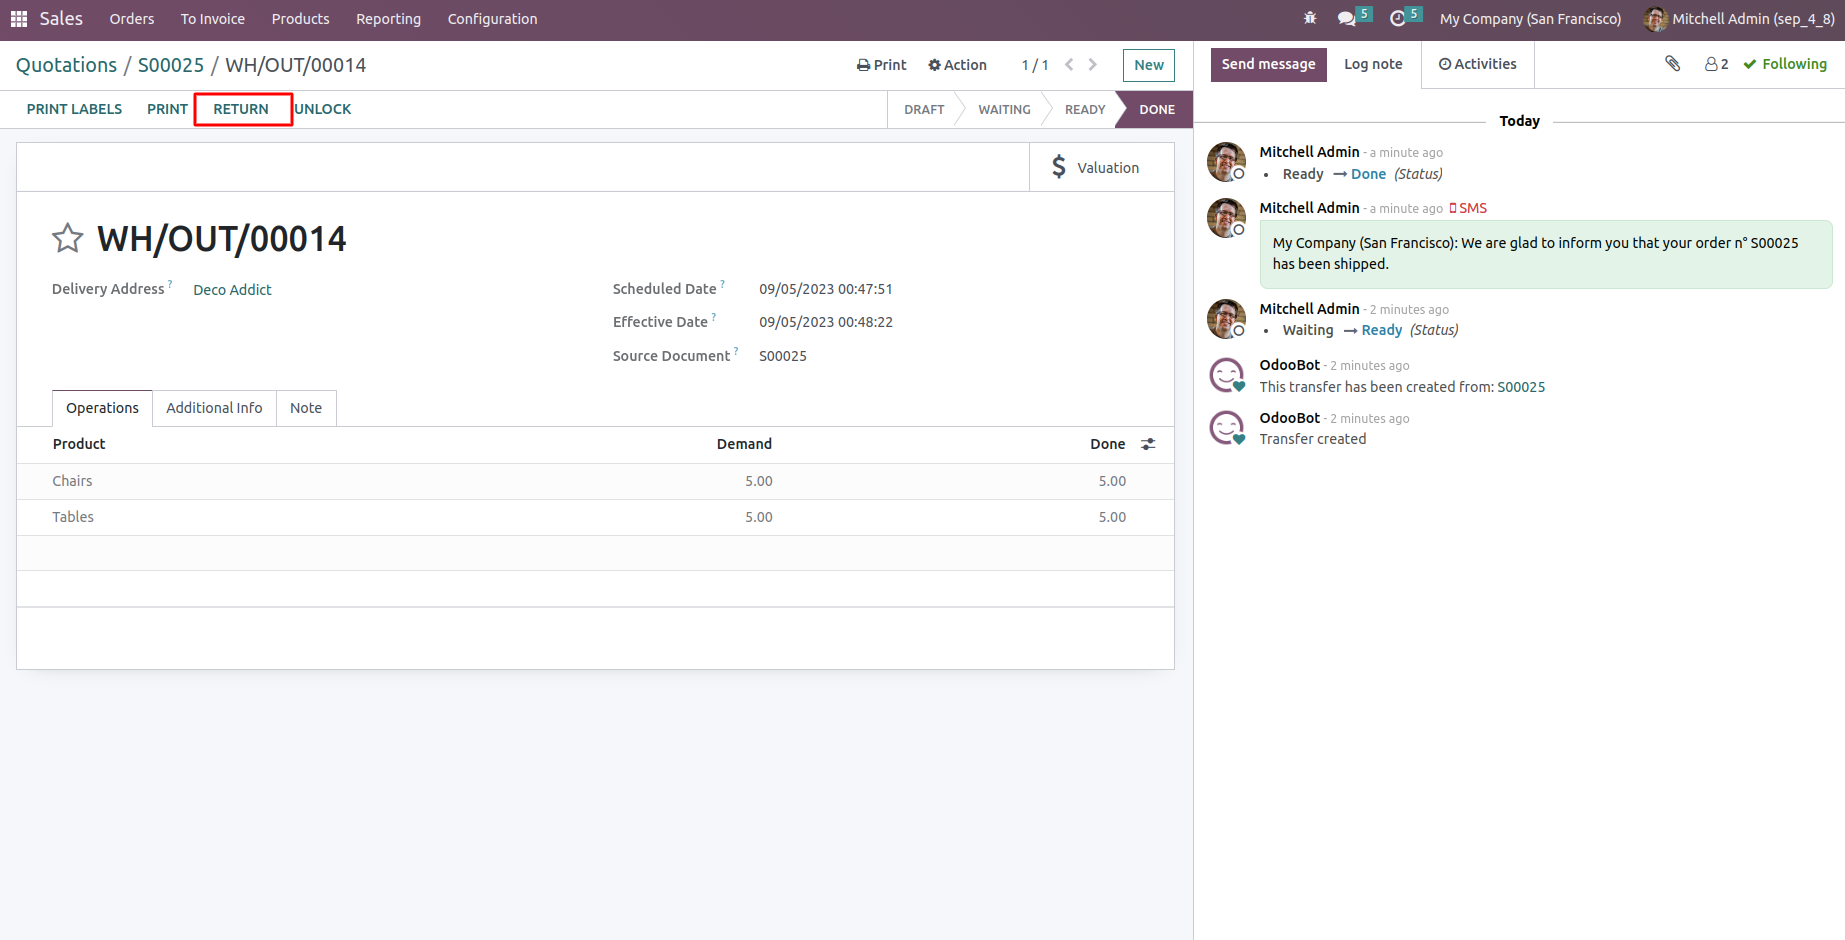 Sales Orders To Invoice Products Reporting Configuration 5 5 My Company (San Francisco) Mitchell Admin (sep_4_8)
Quotations / S00025 / WH/OUT/00014 Print Action 1 / 1 New
PRINT LABELS PRINT RETURN UNLOCK DRAFT WAITING READY DONE
$ Valuation
WH/OUT/00014
Delivery Address ? Deco Addict
Scheduled Date ? 09/05/2023 00:47:51
Effective Date ? 09/05/2023 00:48:22
Source Document ? S00025
Operations Additional Info Note
Product Demand Done
Chairs 5.00 5.00
Tables 5.00 5.00
Send message Log note Activities 2 Following
Today
Mitchell Admin - a minute ago
• Ready → Done (Status)
Mitchell Admin - a minute ago SMS
My Company (San Francisco): We are glad to inform you that your order n° S00025
has been shipped.
Mitchell Admin - 2 minutes ago
• Waiting → Ready (Status)
OdooBot - 2 minutes ago
This transfer has been created from: S00025
OdooBot - 2 minutes ago
Transfer created